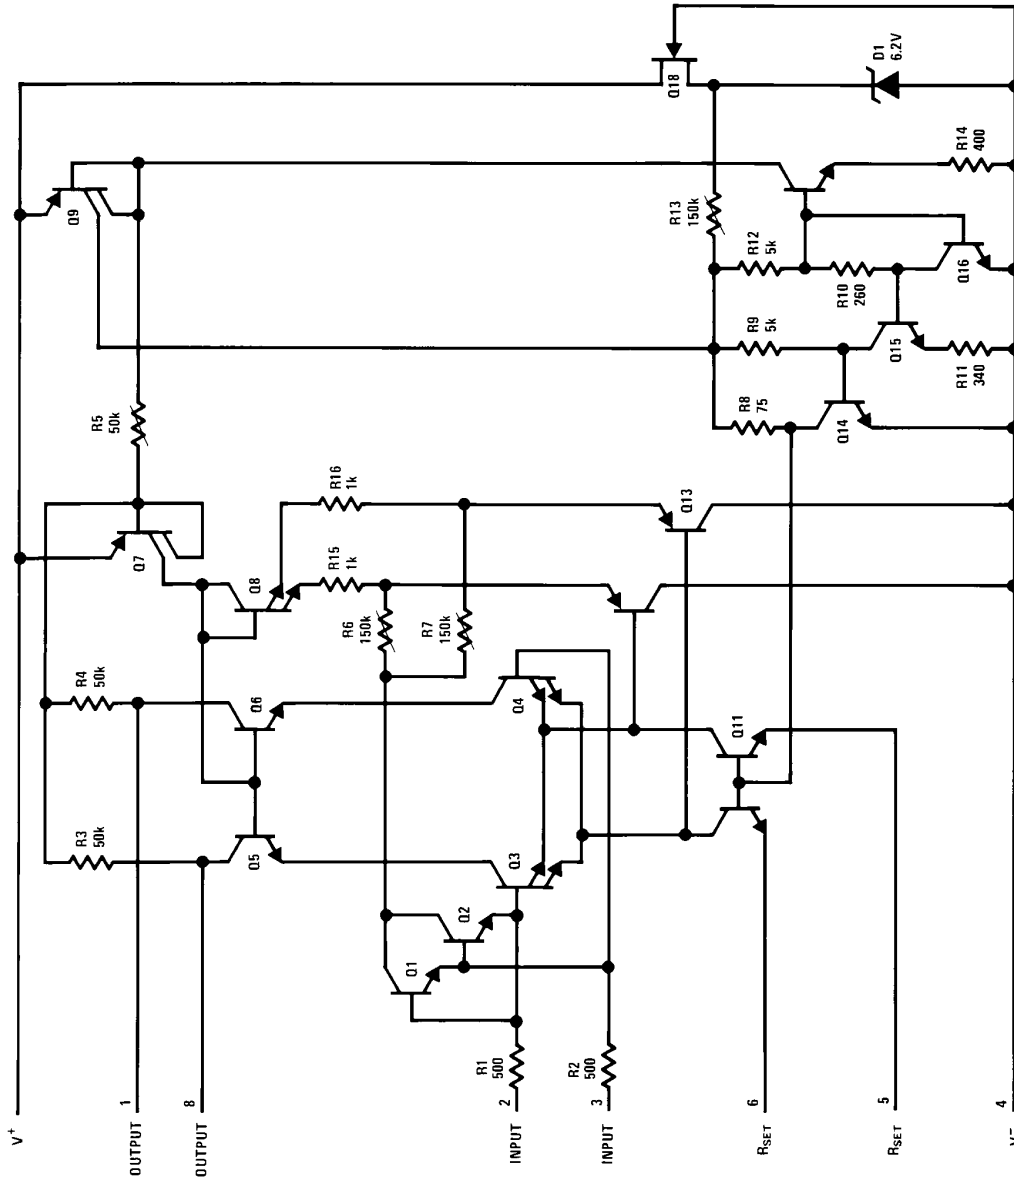 Q18
D1
6.2V
R14
400
Q9
R13
150k
R12
5k
R10
260
Q16
R9
5k
Q15
R11
340
R5
50k
R8
75
Q14
R16
1k
Q7
Q13
R15
1k
Q8
R6
150k
R7
150k
R4
50k
Q6
Q4
Q11
R3
50k
Q5
Q3
Q2
Q1
R1
500
R2
500
V+
1
OUTPUT
8
OUTPUT
2
INPUT
3
INPUT
6
RSET
5
RSET
4